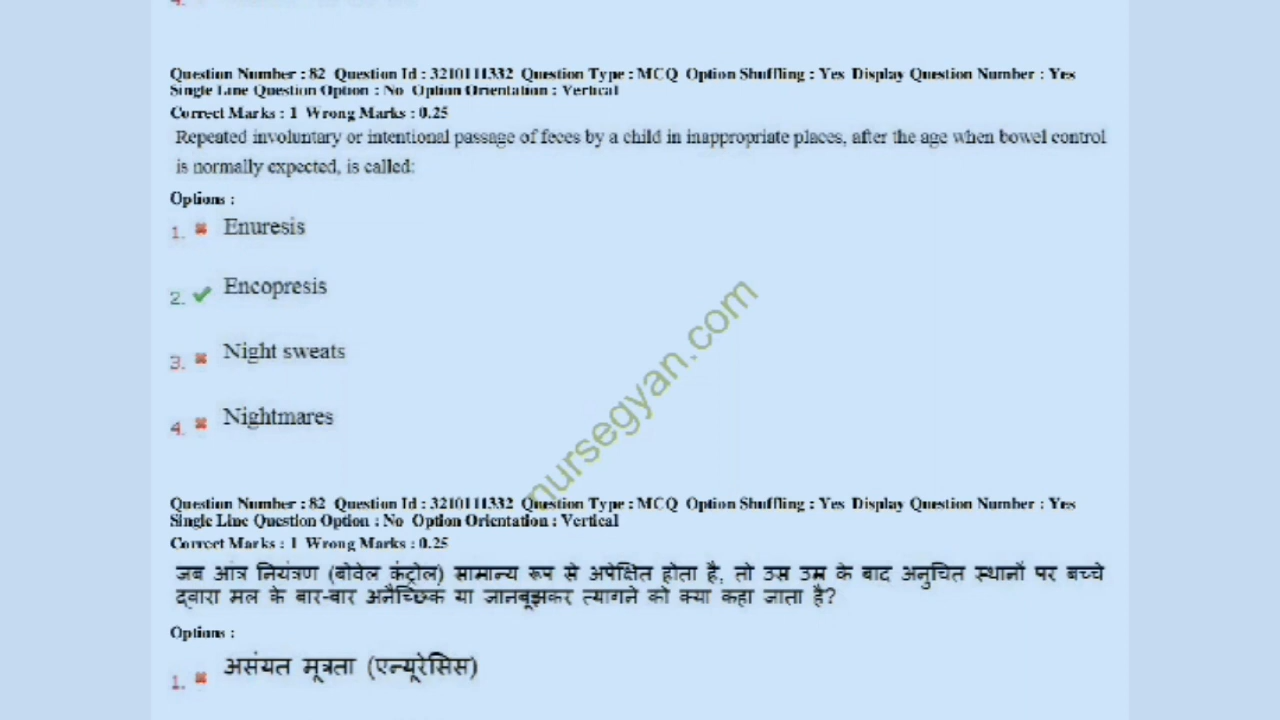 Question Number : 82 Question Id : 3210111332 Question Type : MCQ Option Shuffling : Yes Display Question Number : Yes
Single Line Question Option : No Option Orientation : Vertical
Correct Marks : 1 Wrong Marks : 0.25
Repeated involuntary or intentional passage of feces by a child in inappropriate places, after the age when bowel control
is normally expected, is called:
Options :
1. Enuresis
2. Encopresis
3. Night sweats
4. Nightmares
nursegyan.com
Question Number : 82 Question Id : 3210111332 Question Type : MCQ Option Shuffling : Yes Display Question Number : Yes
Single Line Question Option : No Option Orientation : Vertical
Correct Marks : 1 Wrong Marks : 0.25
जब आंत्र नियंत्रण (बोवेल कंट्रोल) सामान्य रूप से अपेक्षित होता है, तो उस उम्र के बाद अनुचित स्थानों पर बच्चे
द्वारा मल के बार-बार अनैच्छिक या जानबूझकर त्यागने को क्या कहा जाता है?
Options :
1. असंयत मूत्रता (एन्यूरेसिस)